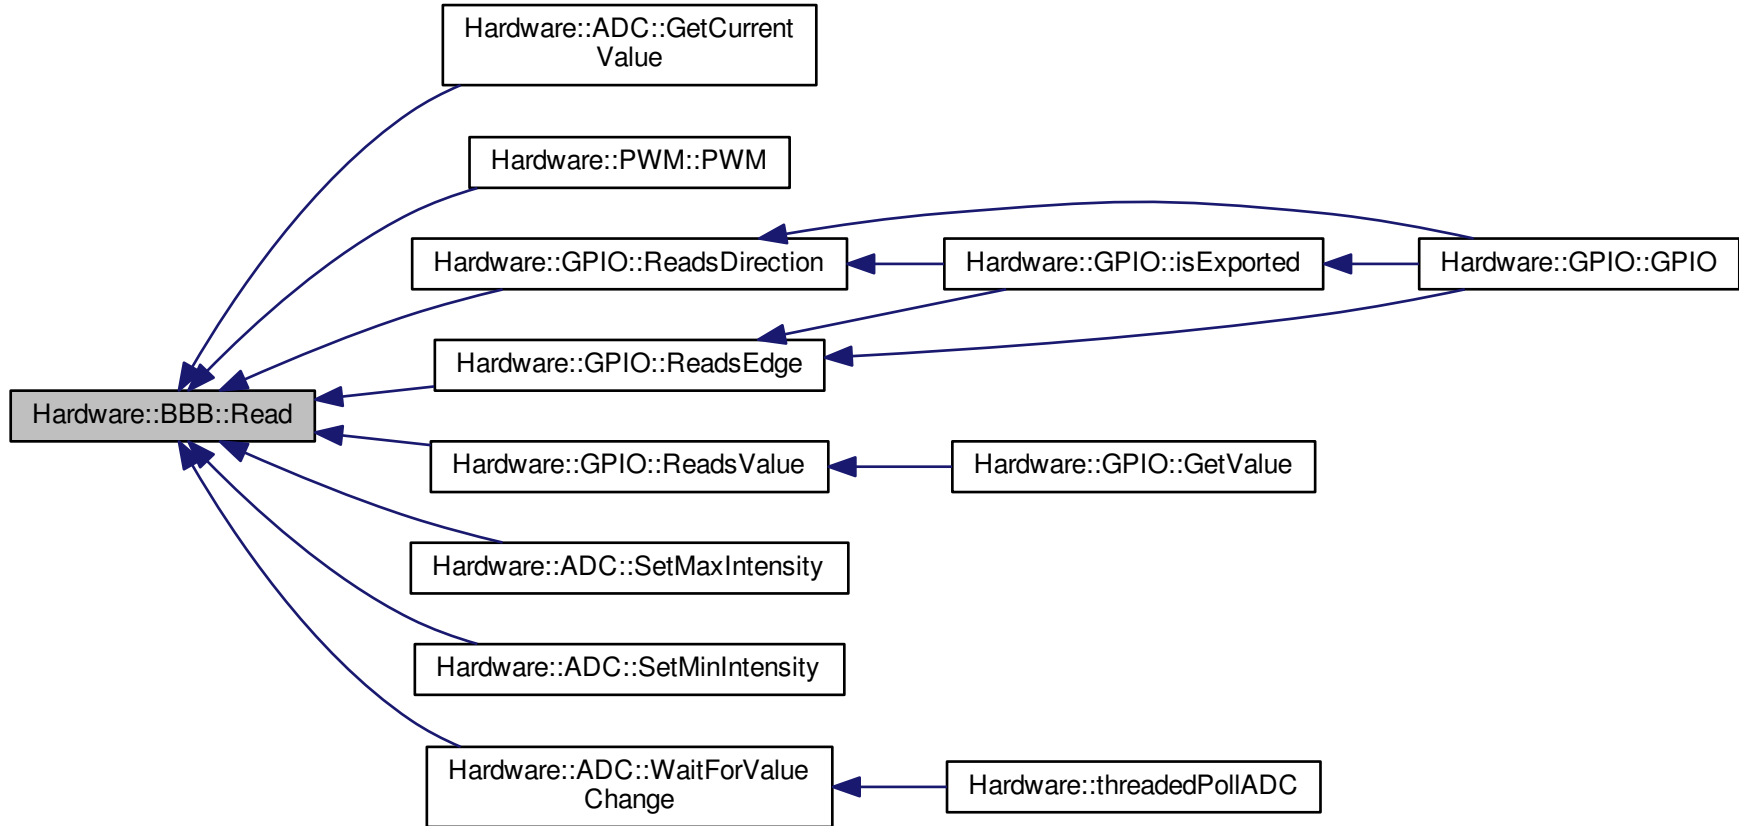 Hardware::ADC::GetCurrent
Value
Hardware::PWM::PWM
Hardware::GPIO::ReadsDirection
Hardware::GPIO::isExported
Hardware::GPIO::GPIO
Hardware::GPIO::ReadsEdge
Hardware::BBB::Read
Hardware::GPIO::ReadsValue
Hardware::GPIO::GetValue
Hardware::ADC::SetMaxIntensity
Hardware::ADC::SetMinIntensity
Hardware::ADC::WaitForValue
Change
Hardware::threadedPollADC